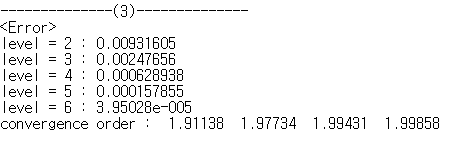 --------------(3)--------------
<Error>
level = 2 : 0.00931605
level = 3 : 0.00247656
level = 4 : 0.000628938
level = 5 : 0.000157855
level = 6 : 3.95028e-005
convergence order :  1.91138  1.97734  1.99431  1.99858